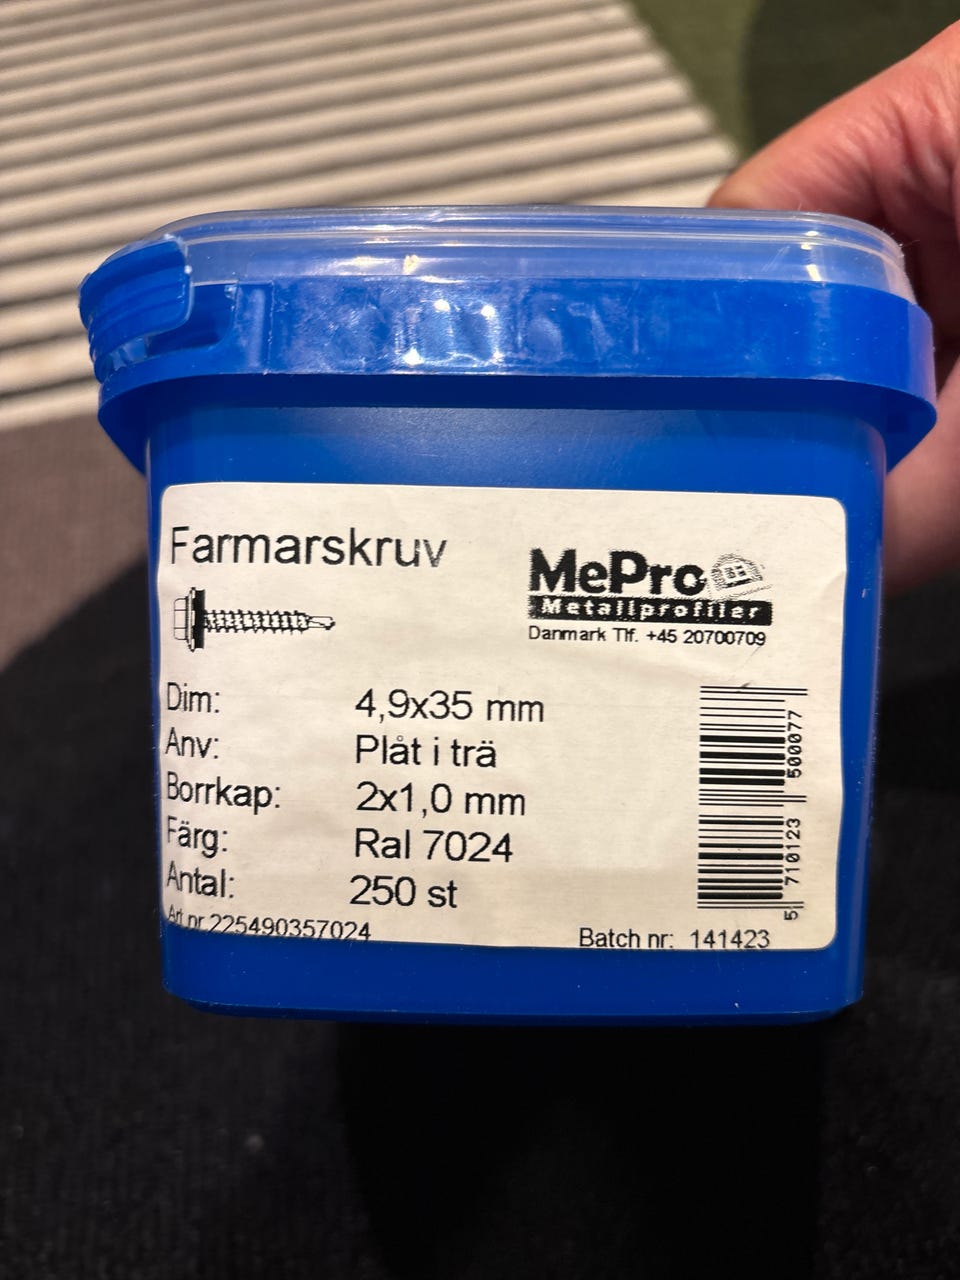 Farmarskruv
MePro
Metallprofiler
Danmark Tlf. +45 20700709
Dim: 4,9x35 mm
Anv: Plåt i trä
Borrkap: 2x1,0 mm
Färg: Ral 7024
Antal: 250 st
Art.nr.225490357024
Batch nr: 141423
5 710123 500077